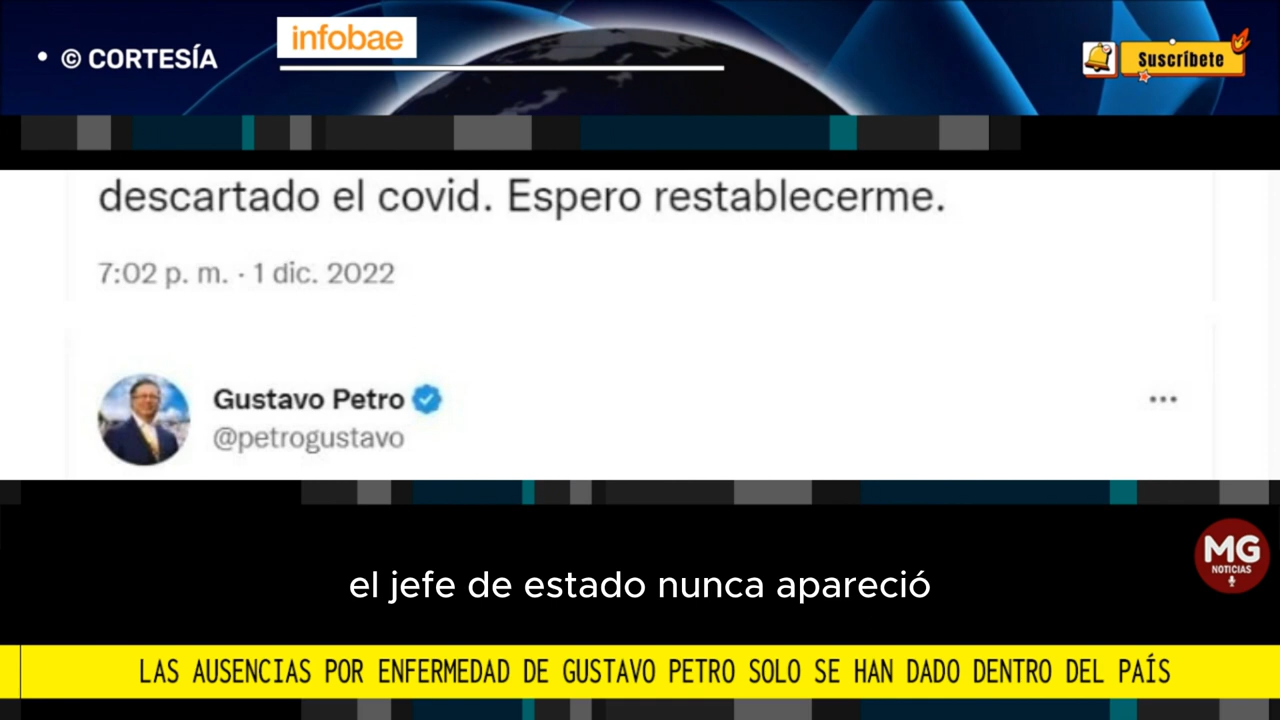 • © CORTESÍA
infobae
Suscríbete
descartado el covid. Espero restablecerme.
7:02 p. m. · 1 dic. 2022
Gustavo Petro
@petrogustavo
MG
NOTICIAS
el jefe de estado nunca apareció
LAS AUSENCIAS POR ENFERMEDAD DE GUSTAVO PETRO SOLO SE HAN DADO DENTRO DEL PAÍS